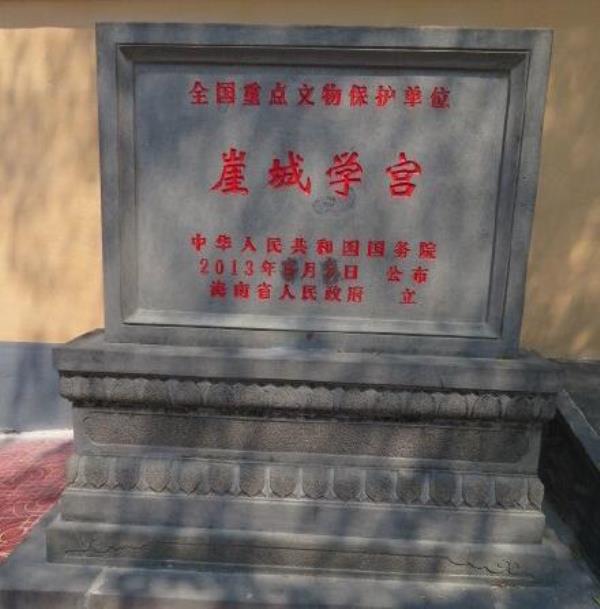 全国重点文物保护单位
崖城学宫
中华人民共和国国务院
2013年3月5日 公布
海南省人民政府 立